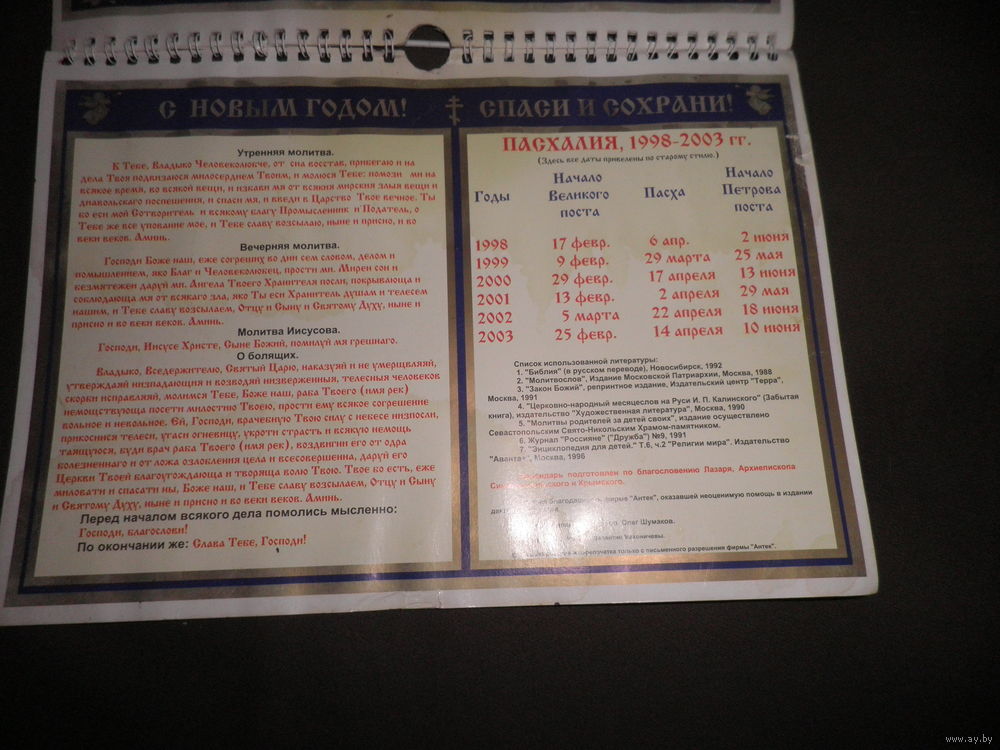 С НОВЫМ ГОДОМ!
СПАСИ И СОХРАНИ!
Утренняя молитва.
К Тебе, Владыко Человеколюбче, от сна восстав, прибегаю и на
дела Твоя подвизаюся милосердием Твоим, и молюся Тебе: помози ми на
всякое время, во всякой вещи, и избави мя от всякия мирския злыя вещи и
диавольскаго поспешения, и спаси мя, и введи в Царство Твое вечное. Ты
бо еси мой Сотворитель и всякому благу Промысленник и Податель, о
Тебе же все упование мое, и Тебе славу возсылаю, ныне и присно, и во
веки веков. Аминь.
Вечерняя молитва.
Господи Боже наш, еже согреших во дни сем словом, делом и
помышлением, яко Благ и Человеколюбец, прости ми. Мирен сон и
безмятежен даруй ми. Ангела Твоего Хранителя посли, покрывающа и
соблюдающа мя от всякаго зла, яко Ты еси Хранитель душам и телесем
нашим, и Тебе славу возсылаем, Отцу и Сыну и Святому Духу, ныне и
присно и во веки веков. Аминь.
Молитва Иисусова.
Господи, Иисусе Христе, Сыне Божий, помилуй мя грешнаго.
О болящих.
Владыко, Вседержителю, Святый Царю, наказуяй и не умерщвляяй,
утверждаяй низпадающия и возводяй низверженныя, телесныя человеков
скорби исправляяй, молимся Тебе, Боже наш, раба Твоего (имя рек)
немощствующа посети милостию Твоею, прости ему всякое согрешение
вольное и невольное. Ей, Господи, врачебную Твою силу с небесе низпосли,
прикоснися телеси, угаси огневицу, укроти страсть и всякую немощь
таящуюся, буди врач раба Твоего (имя рек), воздвигни его от одра
болезненнаго и от ложа озлобления цела и всесовершенна, даруй его
Церкви Твоей благоугождающа и творяща волю Твою. Твое бо есть, еже
миловати и спасати ны, Боже наш, и Тебе славу возсылаем, Отцу и Сыну
и Святому Духу, ныне и присно и во веки веков. Аминь.
Перед началом всякого дела помолись мысленно:
Господи, благослови!
По окончании же: Слава Тебе, Господи!
ПАСХАЛИЯ, 1998-2003 гг.
(Здесь все даты приведены по старому стилю.)
Годы Начало Великого поста Пасха Начало Петрова поста
1998 17 февр. 6 апр. 2 июня
1999 9 февр. 29 марта 25 мая
2000 29 февр. 17 апреля 13 июня
2001 13 февр. 2 апреля 29 мая
2002 5 марта 22 апреля 18 июня
2003 25 февр. 14 апреля 10 июня
Список использованной литературы:
1. "Библия" (в русском переводе), Новосибирск, 1992
2. "Молитвослов", Издание Московской Патриархии, Москва, 1988
3. "Закон Божий", репринтное издание, Издательский центр "Терра",
Москва, 1991
4. "Церковно-народный месяцеслов на Руси И. П. Калинского" (Забытая
книга), издательство "Художественная литература", Москва, 1990
5. "Молитвы родителей за детей своих", издание осуществлено
Севастопольским Свято-Никольским Храмом-памятником.
6. Журнал "Россияне" ("Дружба") №9, 1991
7. "Энциклопедия для детей." Т.6, ч.2 "Религии мира". Издательство
"Аванта+", Москва, 1996
подготовлен по благословению Лазаря, Архиепископа
и Крымского.
фирме "Антек", оказавшей неоценимую помощь в издании
Олег Шумаков.
только с письменного разрешения фирмы "Антек".
www.ay.by